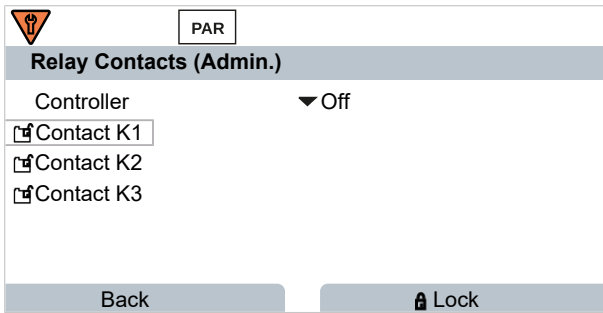 PAR
Relay Contacts (Admin.)
Controller Off
Contact K1
Contact K2
Contact K3
Back Lock